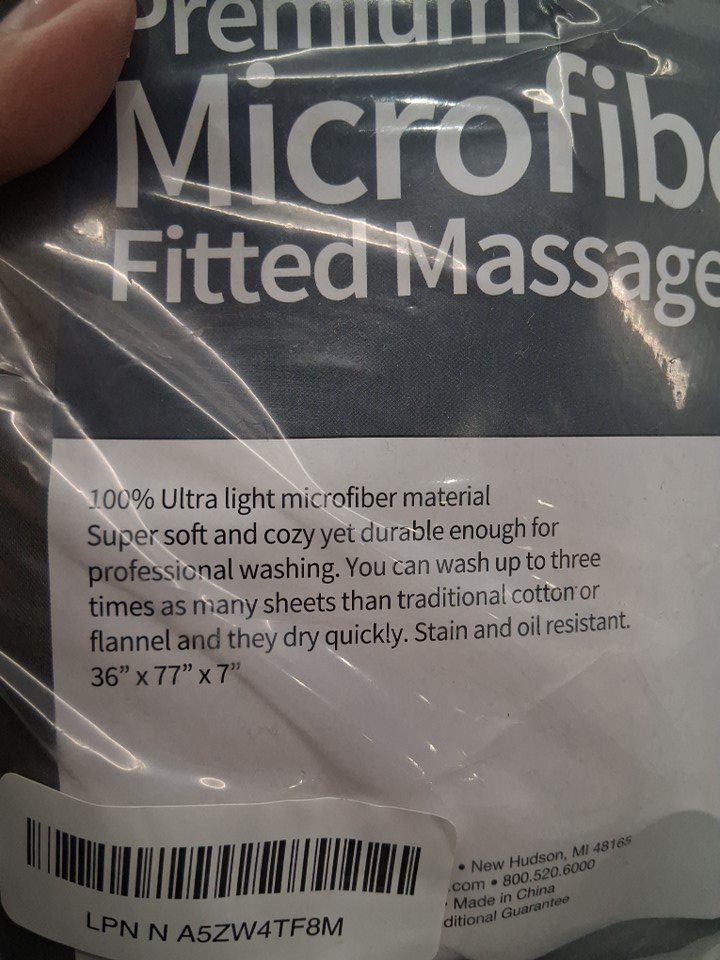 Premium
Microfib
Fitted Massage
100% Ultra light microfiber material
Super soft and cozy yet durable enough for
professional washing. You can wash up to three
times as many sheets than traditional cotton or
flannel and they dry quickly. Stain and oil resistant.
36” x 77” x 7”
• New Hudson, MI 48165
.com • 800.520.6000
Made in China
ditional Guarantee
LPN N A5ZW4TF8M